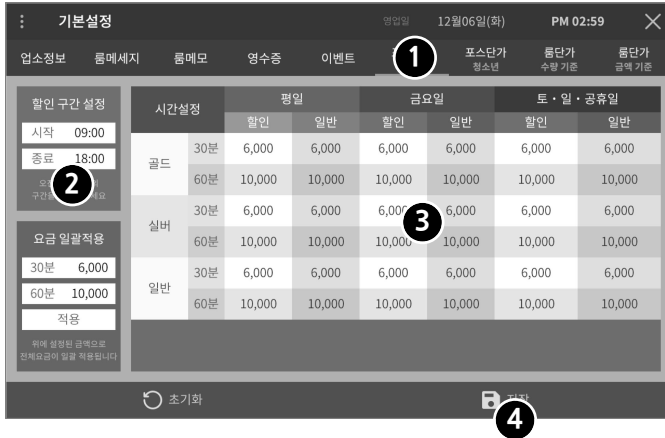 기본설정
영업일 12월06일(화) PM 02:59
업소정보 룸메세지 룸메모 영수증 이벤트 포스단가 룸단가 룸단가
청소년 수량 기준 금액 기준
1
할인 구간 설정
시작 09:00
종료 18:00
2
요금 일괄적용
30분 6,000
60분 10,000
적용
위에 설정된 금액으로
전체요금이 일괄 적용됩니다
시간설정 평일 금요일 토·일·공휴일
할인 일반 할인 일반 할인 일반
골드 30분 6,000 6,000 6,000 6,000 6,000 6,000
60분 10,000 10,000 10,000 10,000 10,000 10,000
실버 30분 6,000 6,000 6,000 6,000 6,000 6,000
3
60분 10,000 10,000 10,000 10,000 10,000 10,000
일반 30분 6,000 6,000 6,000 6,000 6,000 6,000
60분 10,000 10,000 10,000 10,000 10,000 10,000
초기화
4